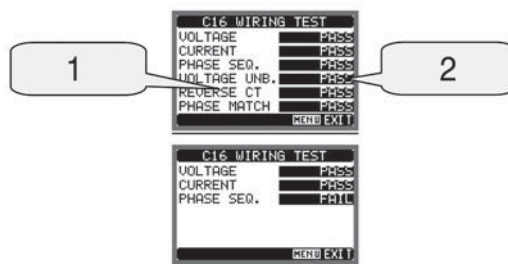 C16 WIRING TEST
VOLTAGE PASS
CURRENT PASS
PHASE SEQ. PASS
VOLTAGE UNB. PASS
REVERSE CT PASS
PHASE MATCH PASS
MENU EXIT
1
2
C16 WIRING TEST
VOLTAGE PASS
CURRENT PASS
PHASE SEQ. FAIL
MENU EXIT